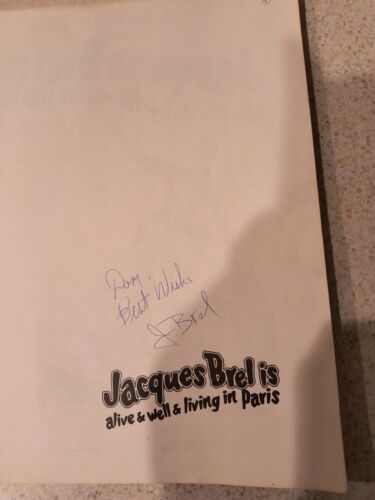 Dom,
Best Wishes
J Brel
Jacques Brel is
alive & well & living in Paris